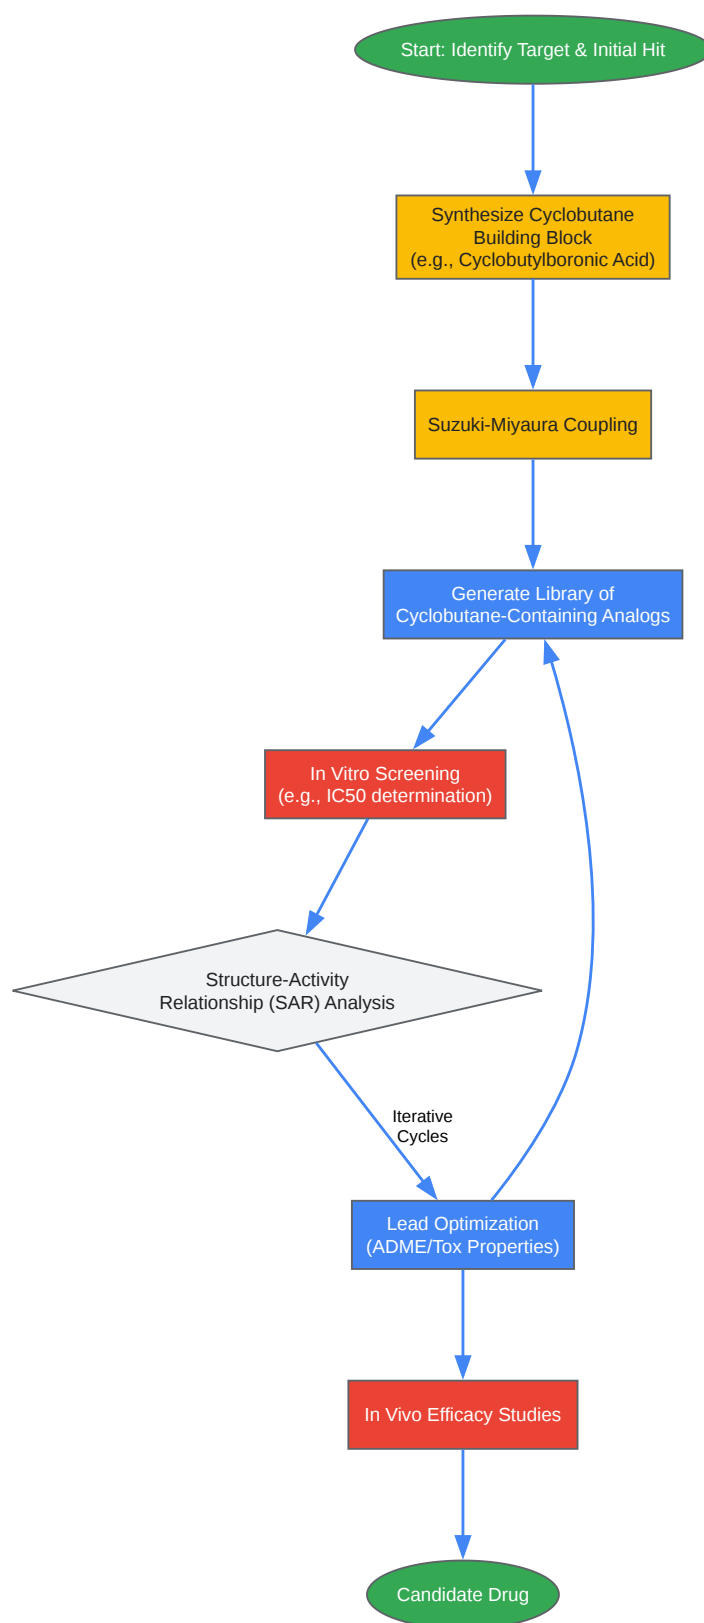 Start: Identify Target & Initial Hit
Synthesize Cyclobutane
Building Block
(e.g., Cyclobutylboronic Acid)
Suzuki-Miyaura Coupling
Generate Library of
Cyclobutane-Containing Analogs
In Vitro Screening
(e.g., IC50 determination)
Structure-Activity
Relationship (SAR) Analysis
Iterative
Cycles
Lead Optimization
(ADME/Tox Properties)
In Vivo Efficacy Studies
Candidate Drug